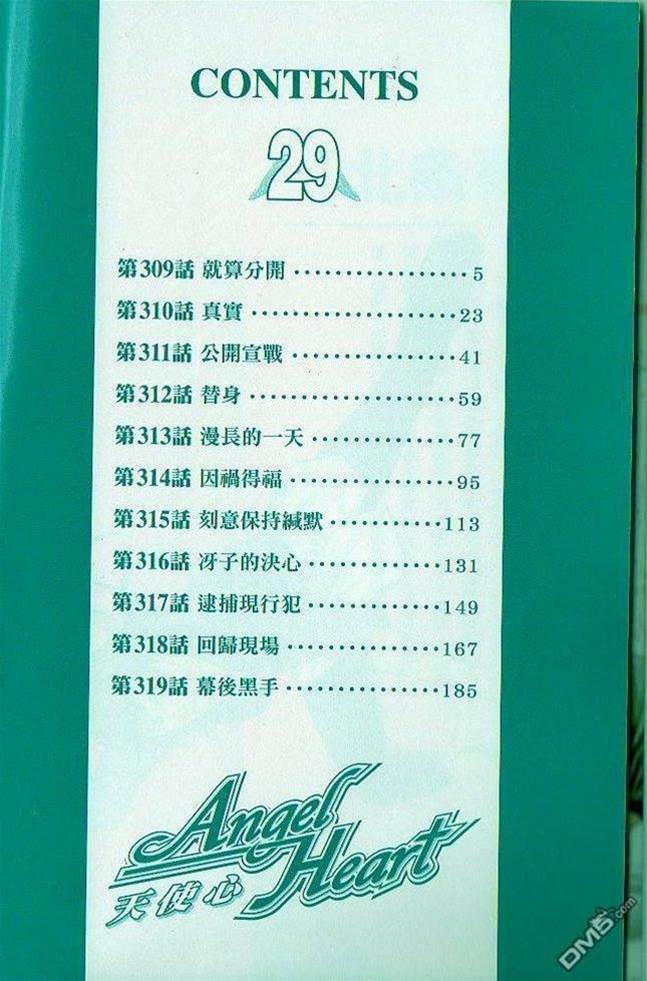 CONTENTS
29
第309話 就算分開 ·················5
第310話 真實 ····················23
第311話 公開宣戰 ················41
第312話 替身 ····················59
第313話 漫長的一天 ··············77
第314話 因禍得福 ················95
第315話 刻意保持緘默 ···········113
第316話 冴子的決心 ·············131
第317話 逮捕現行犯 ·············149
第318話 回歸現場 ···············167
第319話 幕後黑手 ···············185
Angel
Heart
天使心
DM5.com